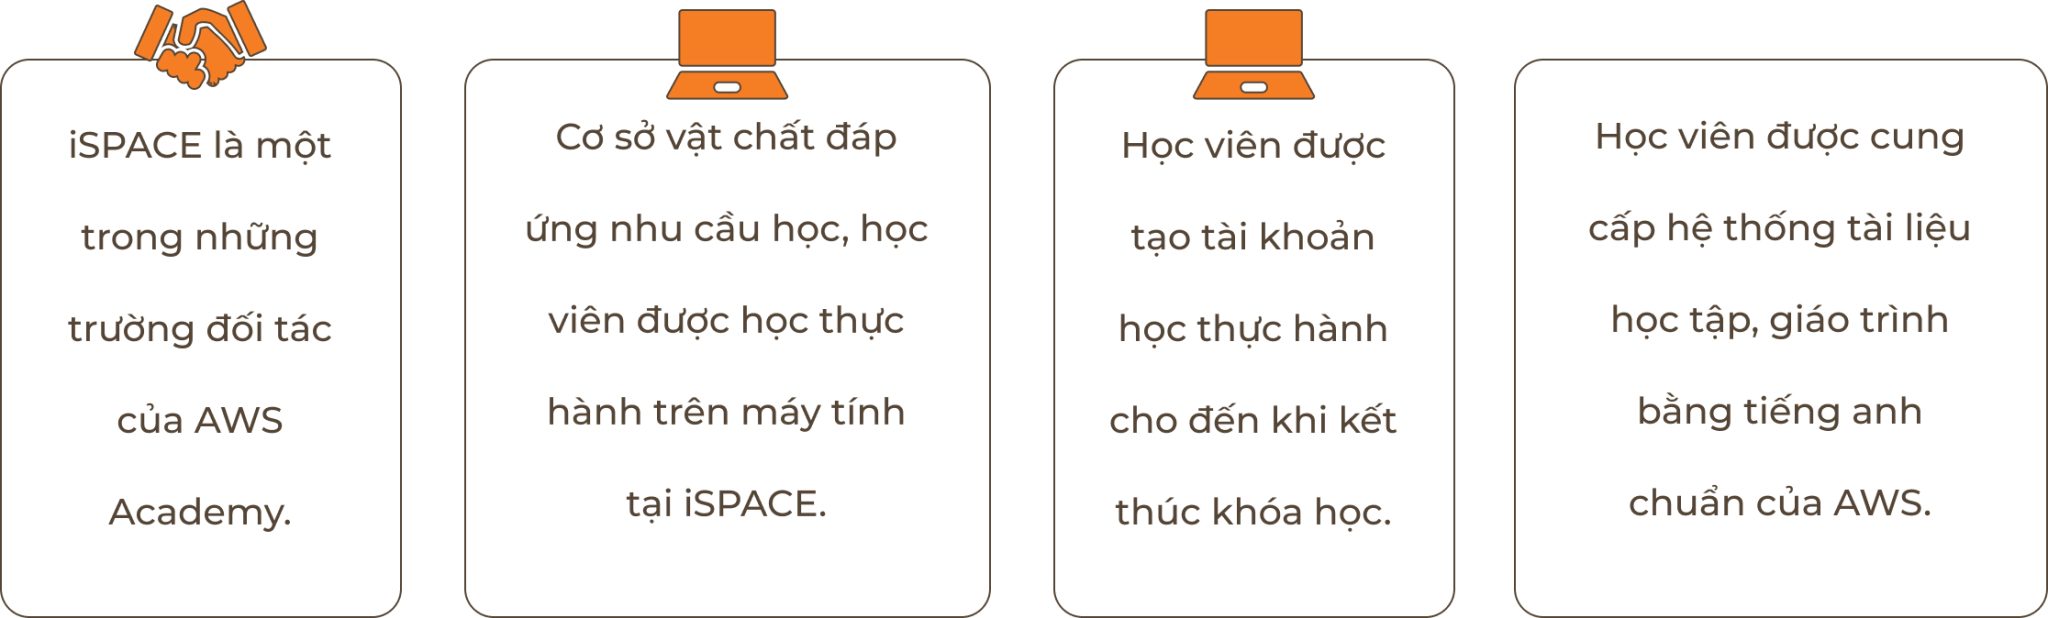 iSPACE là một
trong những
trường đối tác
của AWS
Academy.
Cơ sở vật chất đáp
ứng nhu cầu học, học
viên được học thực
hành trên máy tính
tại iSPACE.
Học viên được
tạo tài khoản
học thực hành
cho đến khi kết
thúc khóa học.
Học viên được cung
cấp hệ thống tài liệu
học tập, giáo trình
bằng tiếng anh
chuẩn của AWS.